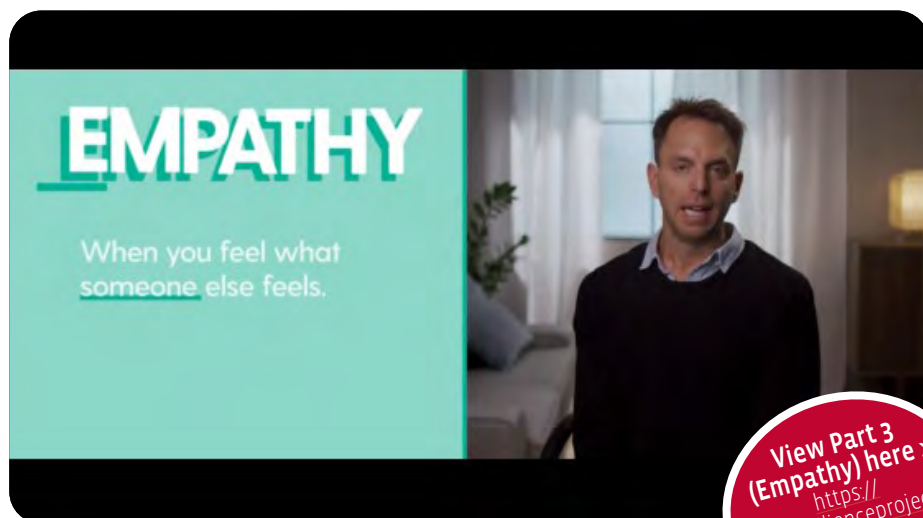 EMPATHY
When you feel what
someone else feels.
View Part 3
(Empathy) here
https://